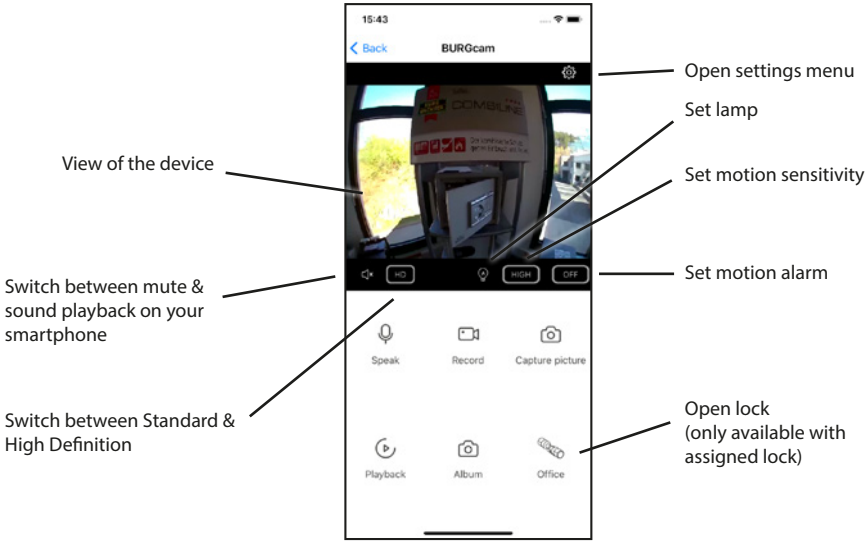 15:43
Back
BURGcam
Open settings menu
Set lamp
View of the device
Set motion sensitivity
COMBILINE
HD
HIGH
OFF
Set motion alarm
Switch between mute &
sound playback on your
smartphone
Speak
Record
Capture picture
Switch between Standard &
High Definition
Open lock
(only available with
assigned lock)
Playback
Album
Office